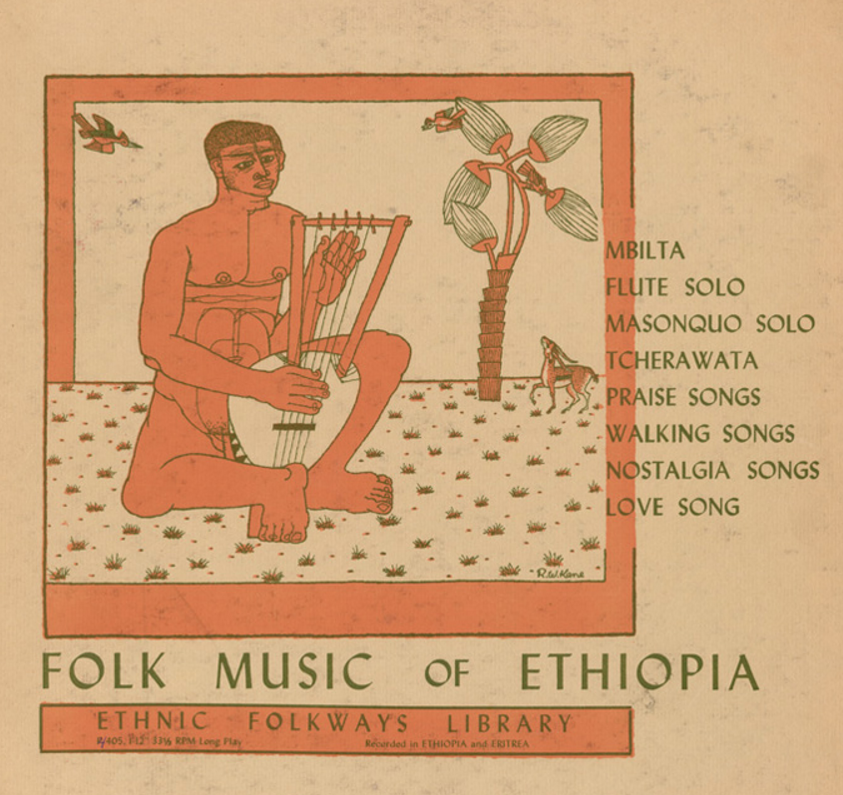 MBILTA
FLUTE SOLO
MASONQUO SOLO
TCHERAWATA
PRAISE SONGS
WALKING SONGS
NOSTALGIA SONGS
LOVE SONG
R.W.Kane
FOLK MUSIC OF ETHIOPIA
ETHNIC FOLKWAYS LIBRARY
33⅓ RPM Long Play Recorded in ETHIOPIA and ERITREA